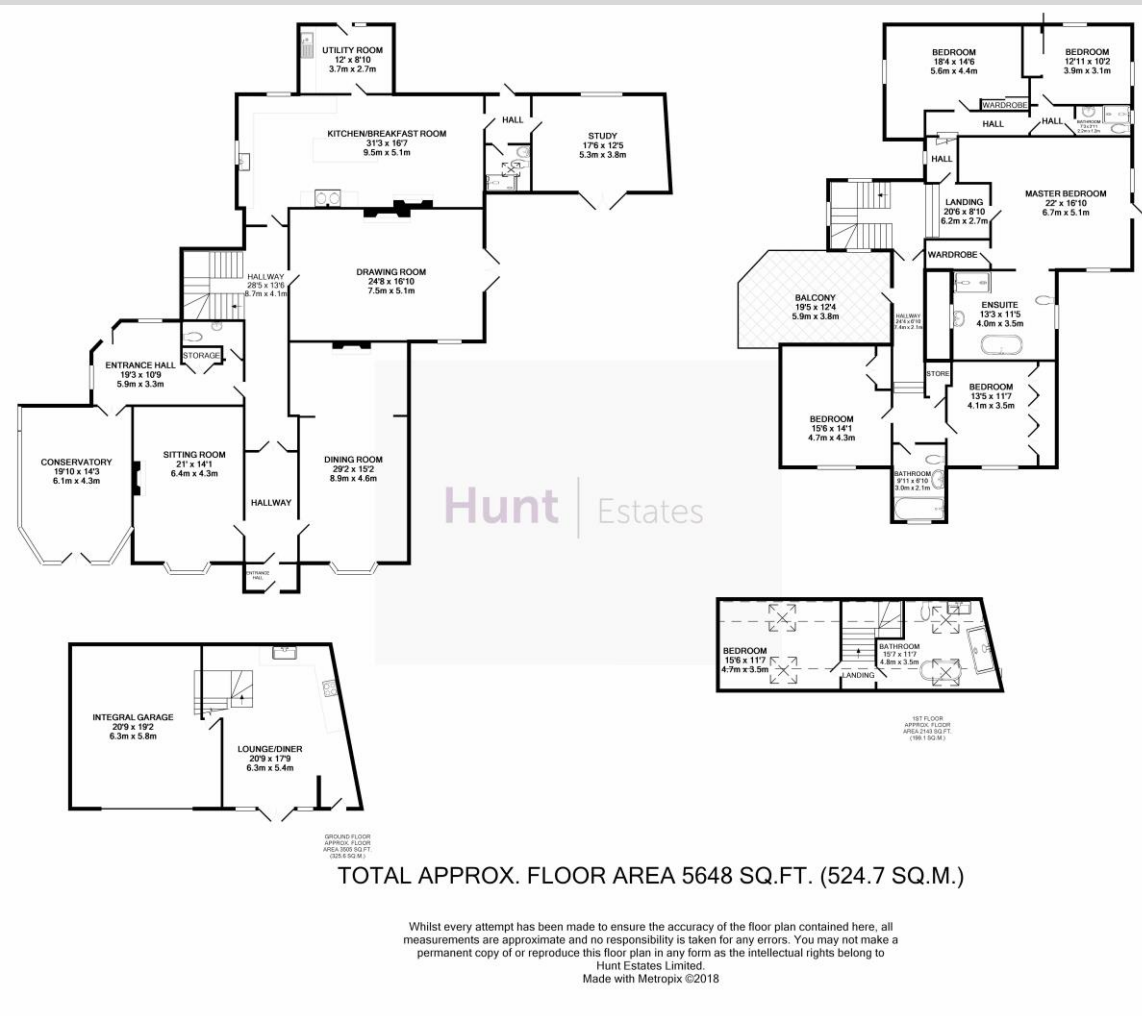 UTILITY ROOM
12' x 8'10
3.7m x 2.7m
KITCHEN/BREAKFAST ROOM
31'3 x 16'7
9.5m x 5.1m
HALL
STUDY
17'6 x 12'5
5.3m x 3.8m
DRAWING ROOM
24'8 x 16'10
7.5m x 5.1m
HALLWAY
28'5 x 13'6
8.7m x 4.1m
STORAGE
ENTRANCE HALL
19'3 x 10'9
5.9m x 3.3m
CONSERVATORY
19'10 x 14'3
6.1m x 4.3m
SITTING ROOM
21' x 14'1
6.4m x 4.3m
HALLWAY
DINING ROOM
29'2 x 15'2
8.9m x 4.6m
ENTRANCE
HALL
INTEGRAL GARAGE
20'9 x 19'2
6.3m x 5.8m
LOUNGE/DINER
20'9 x 17'9
6.3m x 5.4m
GROUND FLOOR
APPROX. FLOOR
AREA 3505 SQ.FT.
(325.6 SQ.M.)
BEDROOM
18'4 x 14'6
5.6m x 4.4m
BEDROOM
12'11 x 10'2
3.9m x 3.1m
WARDROBE
HALL
HALL
BATHROOM
HALL
MASTER BEDROOM
22' x 16'10
6.7m x 5.1m
LANDING
20'6 x 8'10
6.2m x 2.7m
WARDROBE
BALCONY
19'5 x 12'4
5.9m x 3.8m
HALLWAY
24'4 x 6'10
7.4m x 2.1m
ENSUITE
13'3 x 11'5
4.0m x 3.5m
STORE
BEDROOM
13'5 x 11'7
4.1m x 3.5m
BEDROOM
15'6 x 14'1
4.7m x 4.3m
BATHROOM
9'11 x 6'10
3.0m x 2.1m
Hunt | Estates
BEDROOM
15'6 x 11'7
4.7m x 3.5m
LANDING
BATHROOM
15'7 x 11'7
4.8m x 3.5m
1ST FLOOR
APPROX. FLOOR
AREA 2143 SQ.FT.
(199.1 SQ.M.)
TOTAL APPROX. FLOOR AREA 5648 SQ.FT. (524.7 SQ.M.)
Whilst every attempt has been made to ensure the accuracy of the floor plan contained here, all
measurements are approximate and no responsibility is taken for any errors. You may not make a
permanent copy of or reproduce this floor plan in any form as the intellectual rights belong to
Hunt Estates Limited.
Made with Metropix ©2018